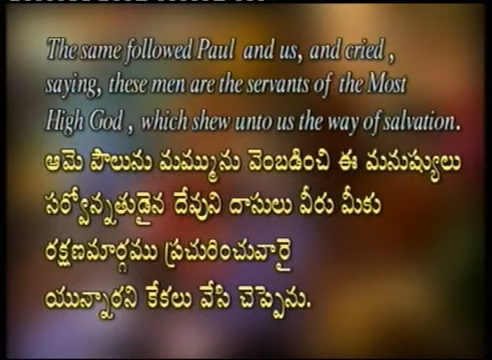 The same followed Paul and us, and cried ,
saying, these men are the servants of the Most
High God , which shew unto us the way of salvation.
ఆమె పౌలును మమ్మును వెంబడించి ఈ మనుష్యులు
సర్వోన్నతుడైన దేవుని దాసులు వీరు మీకు
రక్షణమార్గము ప్రచురించువారై
యున్నారని కేకలు వేసి చెప్పెను.